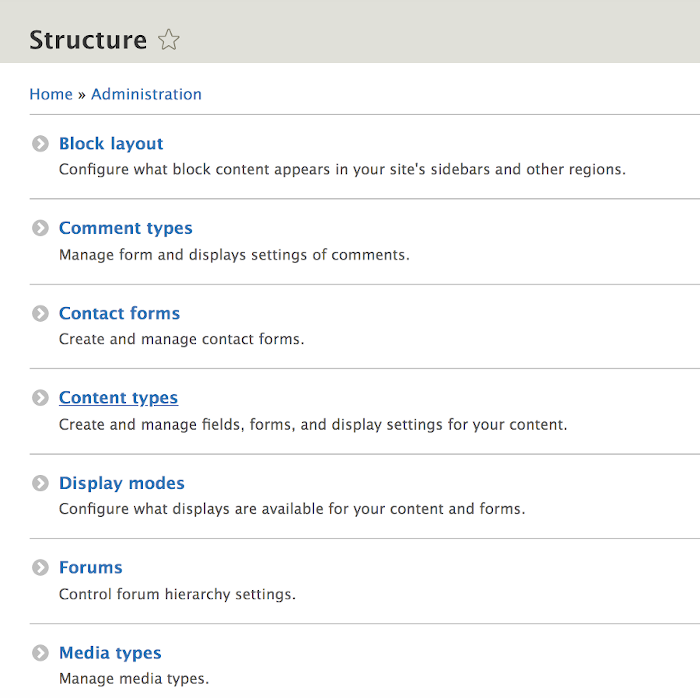 Structure
Home » Administration
Block layout
Configure what block content appears in your site's sidebars and other regions.
Comment types
Manage form and displays settings of comments.
Contact forms
Create and manage contact forms.
Content types
Create and manage fields, forms, and display settings for your content.
Display modes
Configure what displays are available for your content and forms.
Forums
Control forum hierarchy settings.
Media types
Manage media types.